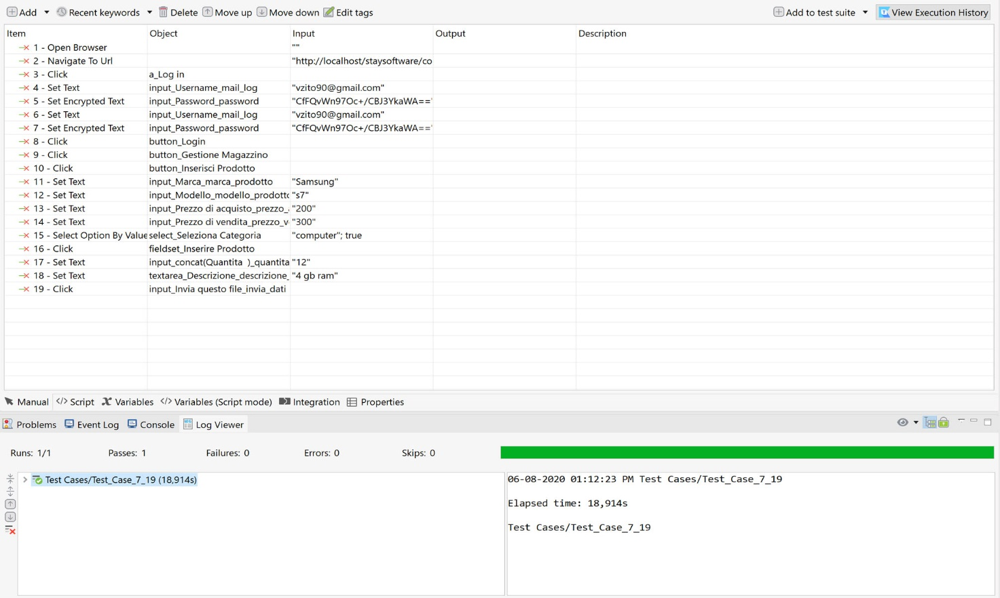 Add Recent keywords Delete Move up Move down Edit tags Add to test suite View Execution History
Item Object Input Output Description
1 - Open Browser ""
2 - Navigate To Url "http://localhost/staysoftware/co
3 - Click a_Log in
4 - Set Text input_Username_mail_log "vzito90@gmail.com"
5 - Set Encrypted Text input_Password_password "CfFQvWn97Oc+/CBJ3YkaWA=="
6 - Set Text input_Username_mail_log "vzito90@gmail.com"
7 - Set Encrypted Text input_Password_password "CfFQvWn97Oc+/CBJ3YkaWA=="
8 - Click button_Login
9 - Click button_Gestione Magazzino
10 - Click button_Inserisci Prodotto
11 - Set Text input_Marca_marca_prodotto "Samsung"
12 - Set Text input_Modello_modello_prodotto "s7"
13 - Set Text input_Prezzo di acquisto_prezzo_ "200"
14 - Set Text input_Prezzo di vendita_prezzo_v "300"
15 - Select Option By Value select_Seleziona Categoria "computer"; true
16 - Click fieldset_Inserire Prodotto
17 - Set Text input_concat(Quantita )_quantita "12"
18 - Set Text textarea_Descrizione_descrizione_ "4 gb ram"
19 - Click input_Invia questo file_invia_dati
Manual </> Script Variables </> Variables (Script mode) Integration Properties
Problems Event Log Console Log Viewer
Runs: 1/1 Passes: 1 Failures: 0 Errors: 0 Skips: 0
Test Cases/Test_Case_7_19 (18,914s)
06-08-2020 01:12:23 PM Test Cases/Test_Case_7_19
Elapsed time: 18,914s
Test Cases/Test_Case_7_19